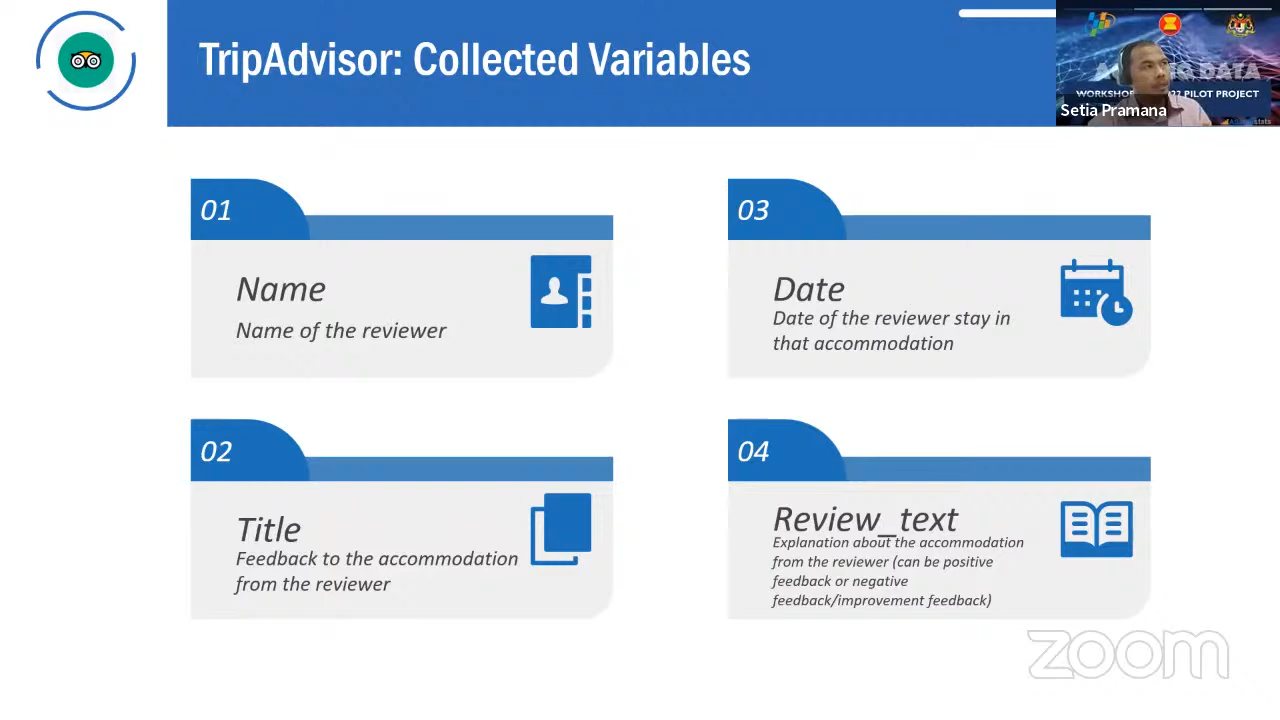 TripAdvisor: Collected Variables
Setia Pramana
01
Name
Name of the reviewer
02
Title
Feedback to the accommodation
from the reviewer
03
Date
Date of the reviewer stay in
that accommodation
04
Review_text
Explanation about the accommodation
from the reviewer (can be positive
feedback or negative
feedback/improvement feedback)
DATA
PILOT PROJECT
zoom